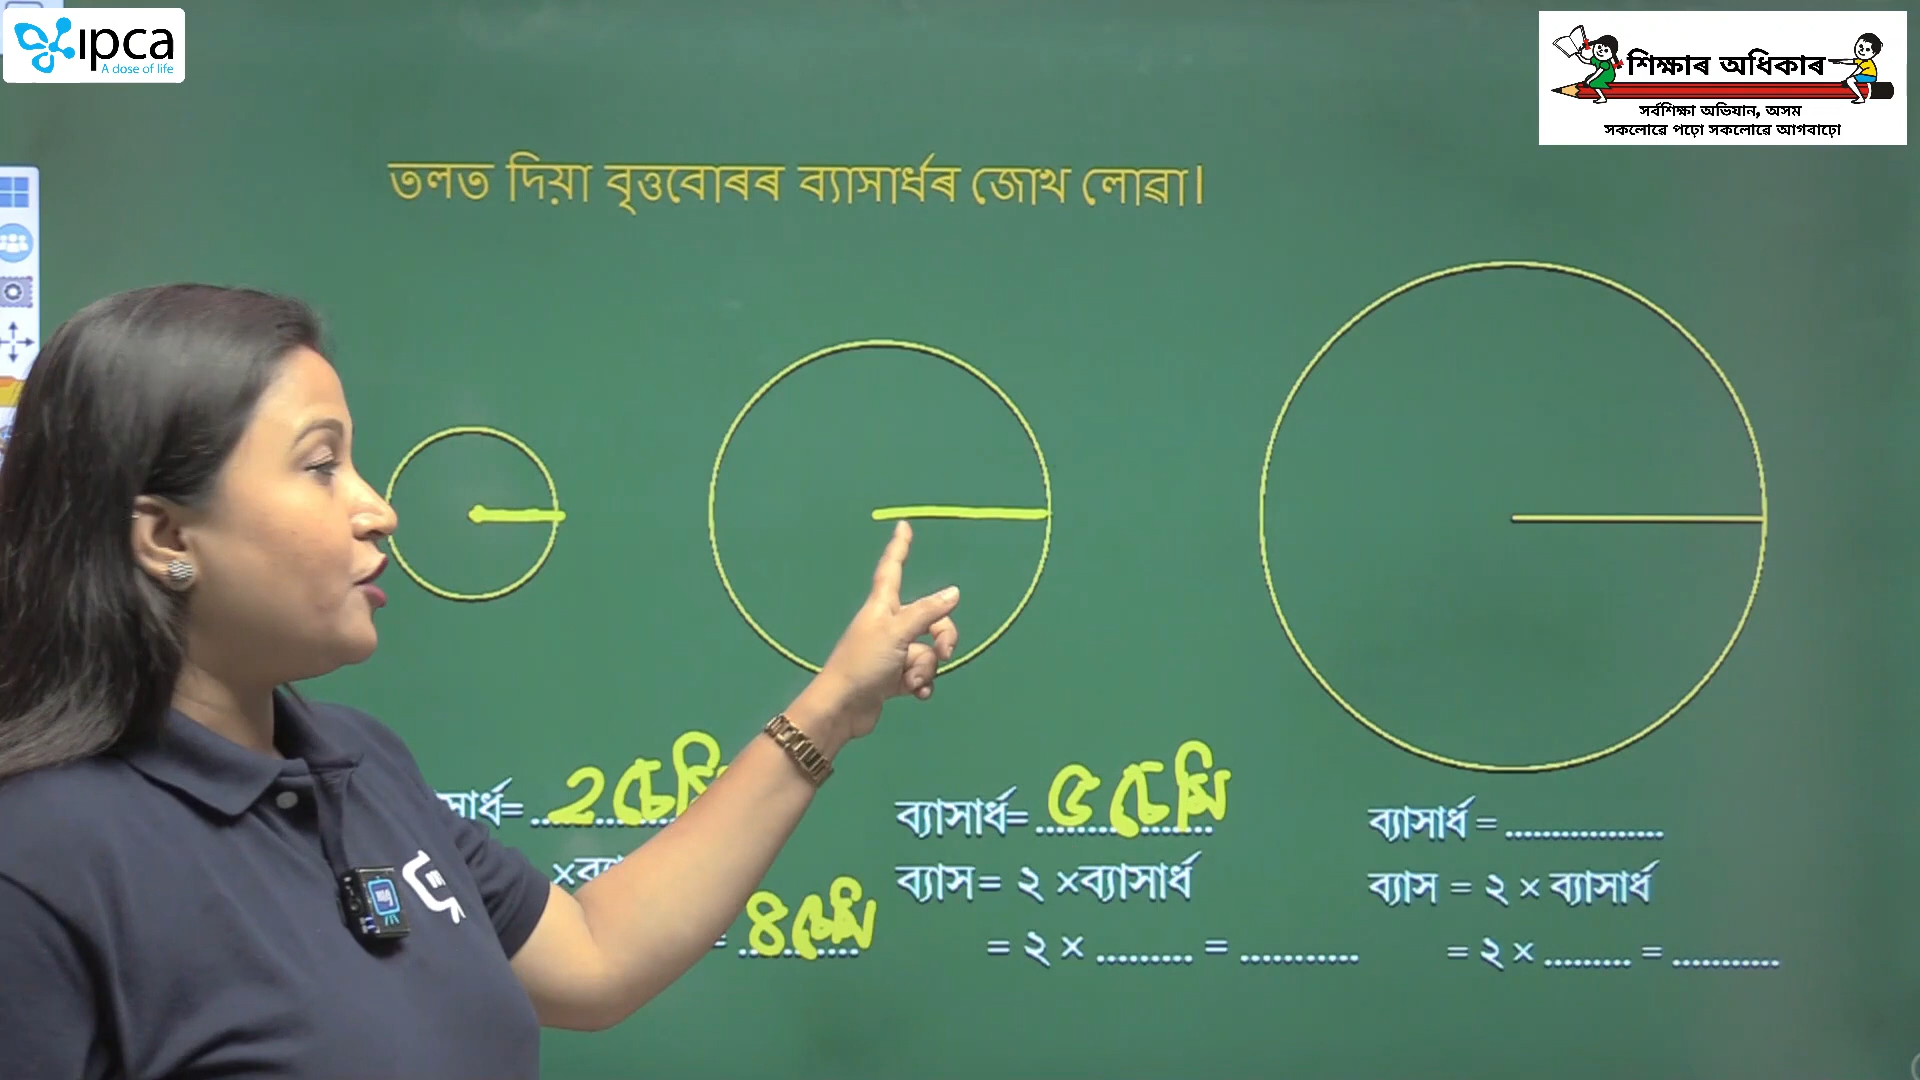 ipca
A dose of life
শিক্ষাৰ অধিকাৰ
সৰ্বশিক্ষা অভিযান, অসম
সকলোৱে পঢ়ো সকলোৱে আগবাঢ়ো
তলত দিয়া বৃত্তবোৰৰ ব্যাসাৰ্ধৰ জোখ লোৱা।
সাৰ্ধ= ...2 চেমি
×ব্যা
= ৪ চেমি
ব্যাসাৰ্ধ= ৫ চেমি
ব্যাস= ২ ×ব্যাসাৰ্ধ
= ২ × ......... = ...........
ব্যাসাৰ্ধ = ................
ব্যাস = ২ × ব্যাসাৰ্ধ
= ২ × ......... = ...........